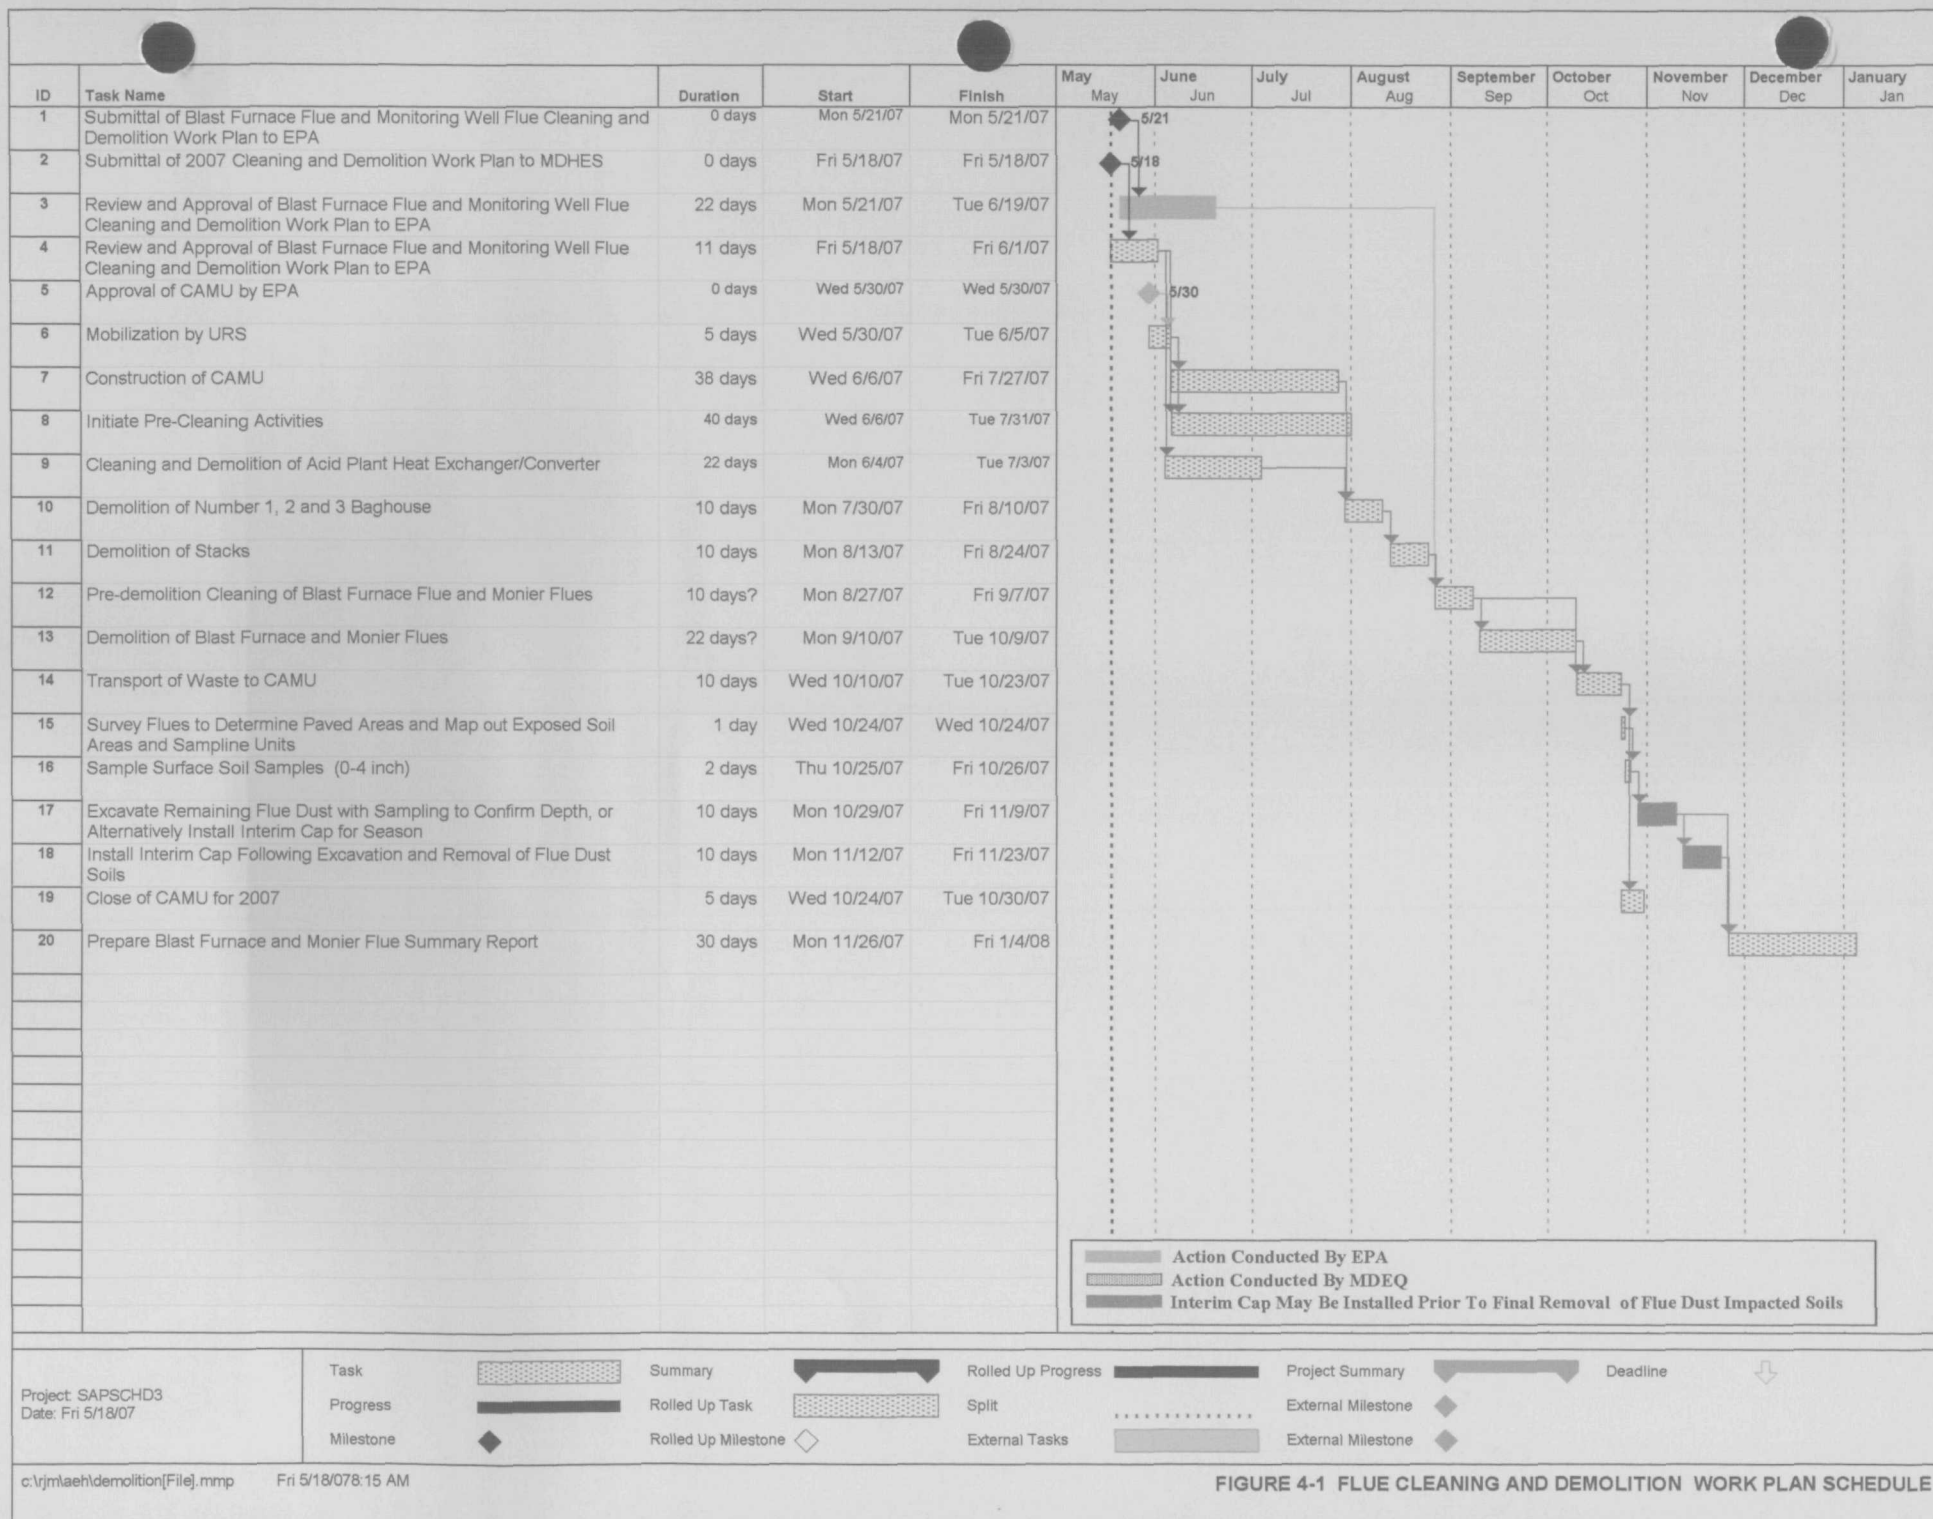 May June July August September October November December January
ID Task Name Duration Start Finish May Jun Jul Aug Sep Oct Nov Dec Jan
1 Submittal of Blast Furnace Flue and Monitoring Well Flue Cleaning and 0 days Mon 5/21/07 Mon 5/21/07 5/21
Demolition Work Plan to EPA
2 Submittal of 2007 Cleaning and Demolition Work Plan to MDHES 0 days Fri 5/18/07 Fri 5/18/07 5/18
3 Review and Approval of Blast Furnace Flue and Monitoring Well Flue 22 days Mon 5/21/07 Tue 6/19/07
Cleaning and Demolition Work Plan to EPA
4 Review and Approval of Blast Furnace Flue and Monitoring Well Flue 11 days Fri 5/18/07 Fri 6/1/07
Cleaning and Demolition Work Plan to EPA
5 Approval of CAMU by EPA 0 days Wed 5/30/07 Wed 5/30/07 5/30
6 Mobilization by URS 5 days Wed 5/30/07 Tue 6/5/07
7 Construction of CAMU 38 days Wed 6/6/07 Fri 7/27/07
8 Initiate Pre-Cleaning Activities 40 days Wed 6/6/07 Tue 7/31/07
9 Cleaning and Demolition of Acid Plant Heat Exchanger/Converter 22 days Mon 6/4/07 Tue 7/3/07
10 Demolition of Number 1, 2 and 3 Baghouse 10 days Mon 7/30/07 Fri 8/10/07
11 Demolition of Stacks 10 days Mon 8/13/07 Fri 8/24/07
12 Pre-demolition Cleaning of Blast Furnace Flue and Monier Flues 10 days? Mon 8/27/07 Fri 9/7/07
13 Demolition of Blast Furnace and Monier Flues 22 days? Mon 9/10/07 Tue 10/9/07
14 Transport of Waste to CAMU 10 days Wed 10/10/07 Tue 10/23/07
15 Survey Flues to Determine Paved Areas and Map out Exposed Soil 1 day Wed 10/24/07 Wed 10/24/07
Areas and Sampline Units
16 Sample Surface Soil Samples (0-4 inch) 2 days Thu 10/25/07 Fri 10/26/07
17 Excavate Remaining Flue Dust with Sampling to Confirm Depth, or 10 days Mon 10/29/07 Fri 11/9/07
Alternatively Install Interim Cap for Season
18 Install Interim Cap Following Excavation and Removal of Flue Dust 10 days Mon 11/12/07 Fri 11/23/07
Soils
19 Close of CAMU for 2007 5 days Wed 10/24/07 Tue 10/30/07
20 Prepare Blast Furnace and Monier Flue Summary Report 30 days Mon 11/26/07 Fri 1/4/08
Action Conducted By EPA
Action Conducted By MDEQ
Interim Cap May Be Installed Prior To Final Removal of Flue Dust Impacted Soils
Project: SAPSCHD3
Date: Fri 5/18/07
Task Summary Rolled Up Progress Project Summary Deadline
Progress Rolled Up Task Split External Milestone
Milestone Rolled Up Milestone External Tasks External Milestone
c:\rjm\aeh\demolition[File].mmp Fri 5/18/078:15 AM
FIGURE 4-1 FLUE CLEANING AND DEMOLITION WORK PLAN SCHEDULE